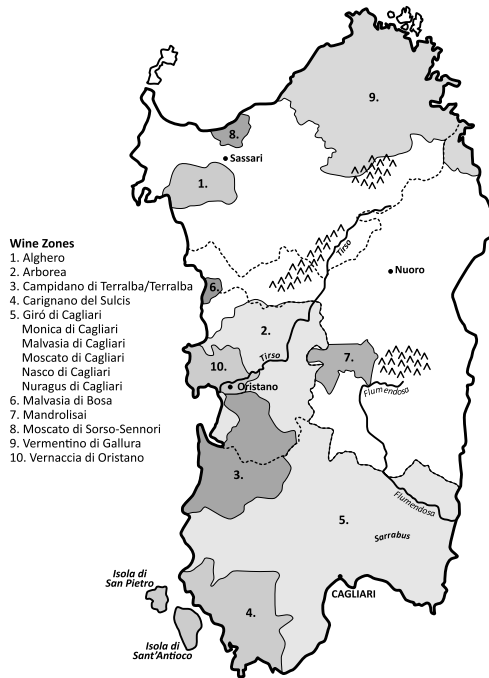 9.
8.
Sassari
1.
Wine Zones
1. Alghero
2. Arborea
3. Campidano di Terralba/Terralba
4. Carignano del Sulcis
5. Giró di Cagliari
Monica di Cagliari
Malvasia di Cagliari
Moscato di Cagliari
Nasco di Cagliari
Nuragus di Cagliari
6. Malvasia di Bosa
7. Mandrolisai
8. Moscato di Sorso-Sennori
9. Vermentino di Gallura
10. Vernaccia di Oristano
Tirso
Nuoro
6.
2.
Tirso
7.
10.
Oristano
Flumendosa
3.
Flumendosa
5.
Sarrabus
Isola di
San Pietro
CAGLIARI
4.
Isola di
Sant'Antioco